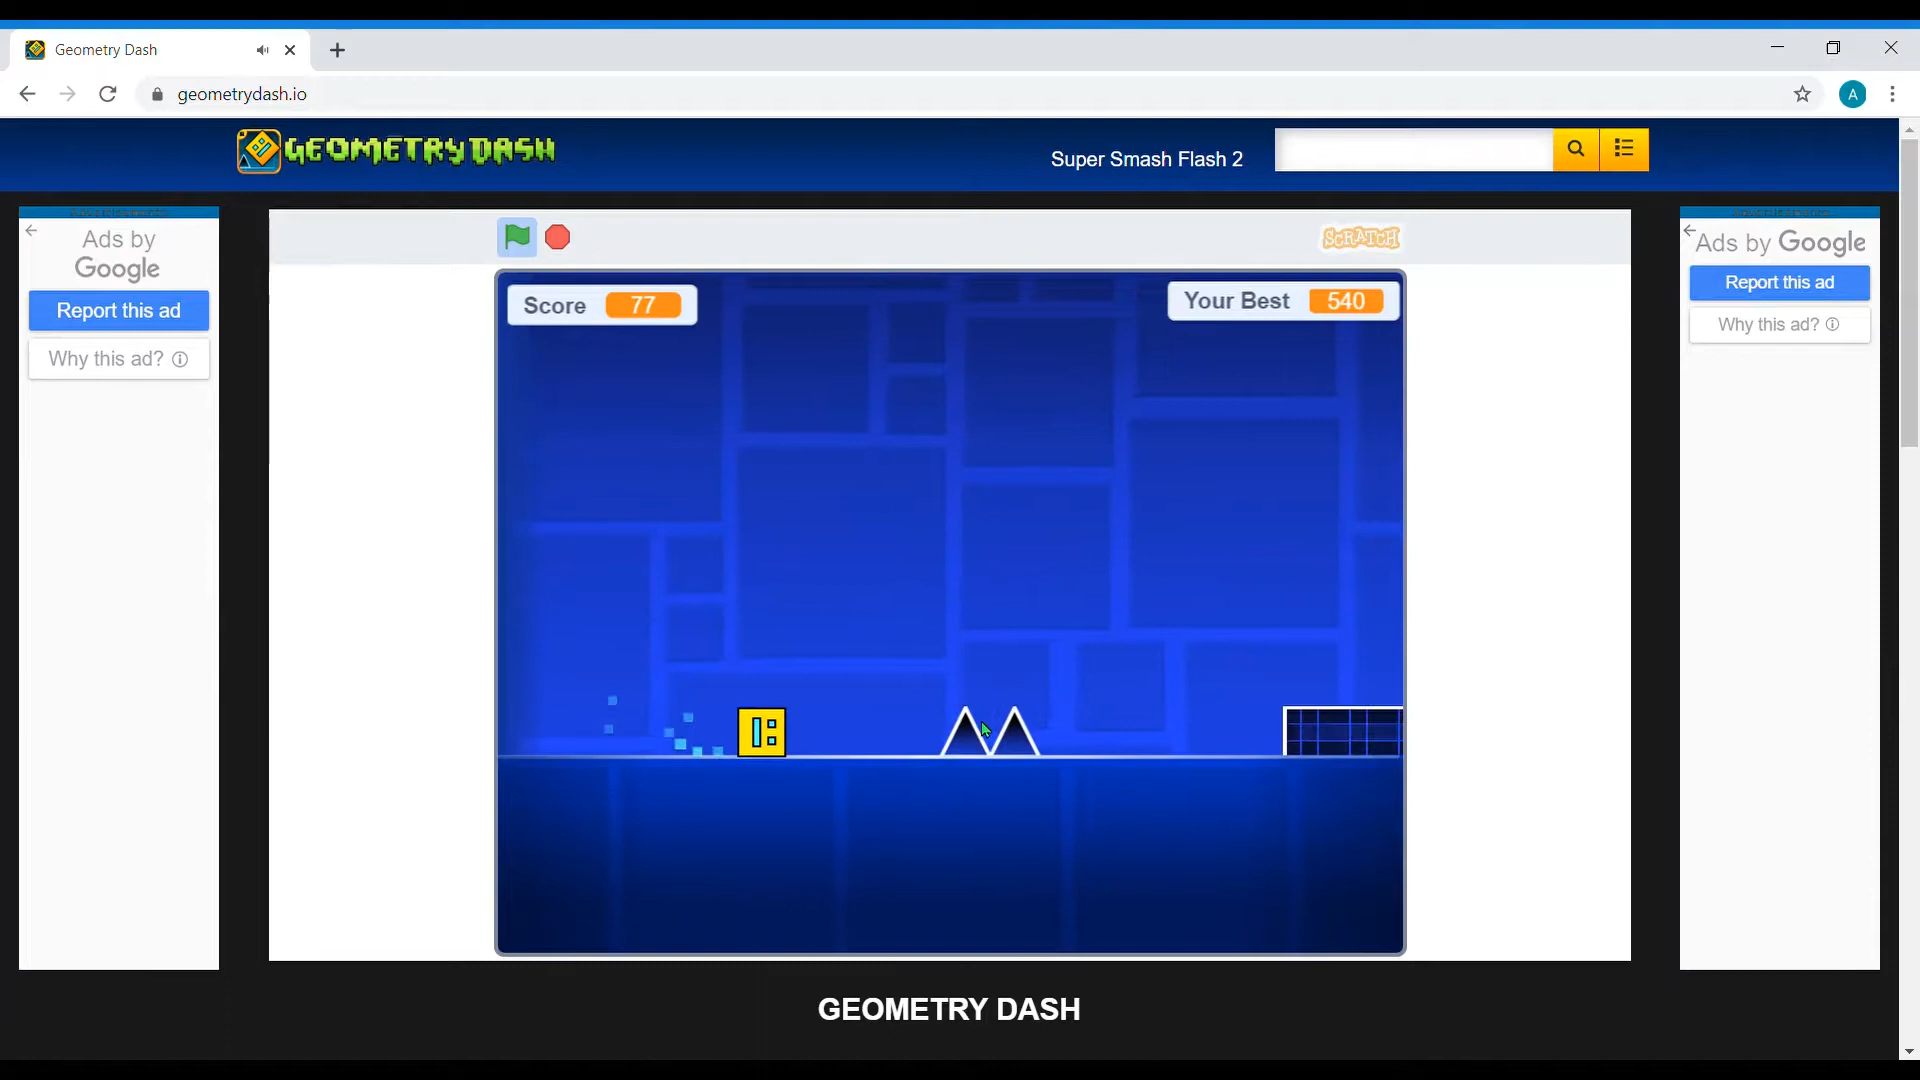 Geometry Dash
geometrydash.io
A
GEOMETRY DASH
Super Smash Flash 2
Ads by
Google
Report this ad
Why this ad?
SCRATCH
Score 77
Your Best 540
Ads by Google
Report this ad
Why this ad?
GEOMETRY DASH